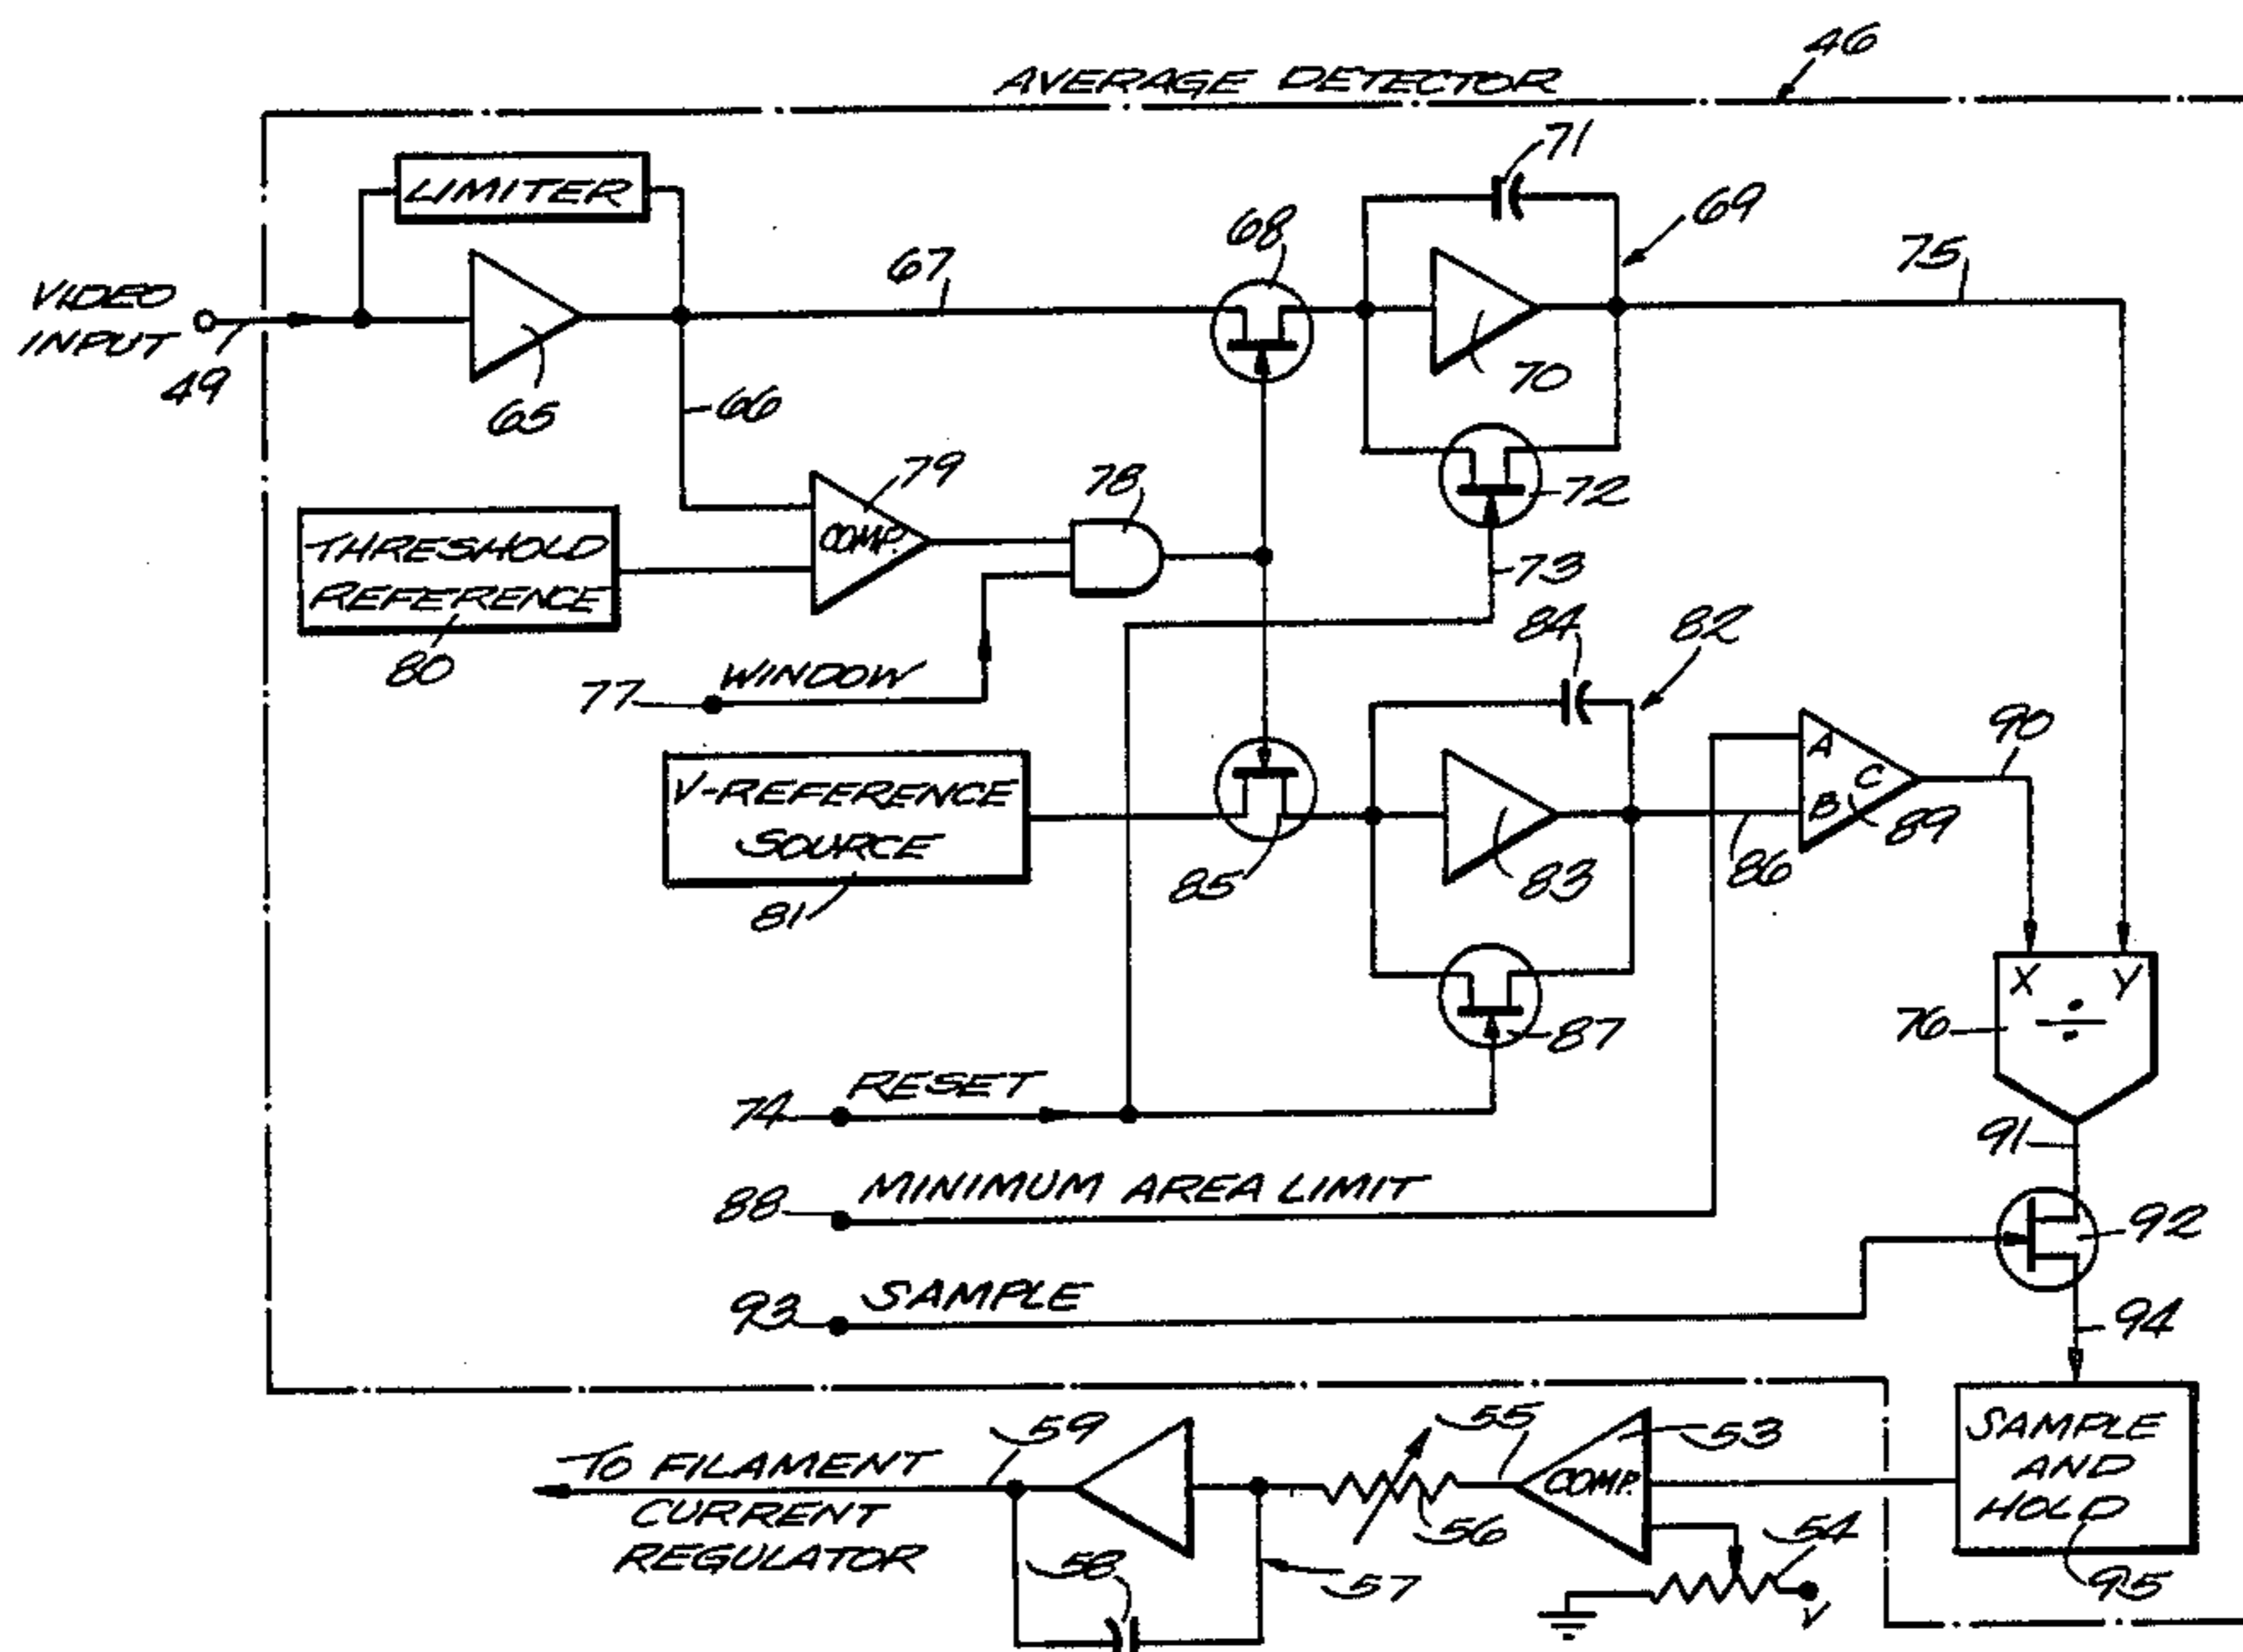 46
AVERAGE DETECTOR
71
LIMITER
69
68
75
67
VIDEO
INPUT
49
65
70
66
79
78
72
COMP.
THRESHOLD
REFERENCE
80
73
84
82
77
WINDOW
90
V-REFERENCE
SOURCE
81
85
83
86
A
B
C
89
X
Y
÷
76
87
74
RESET
91
88
MINIMUM AREA LIMIT
92
93
SAMPLE
94
59
55
53
TO FILAMENT
CURRENT
REGULATOR
COMP.
SAMPLE
AND
HOLD
56
54
58
57
V
95